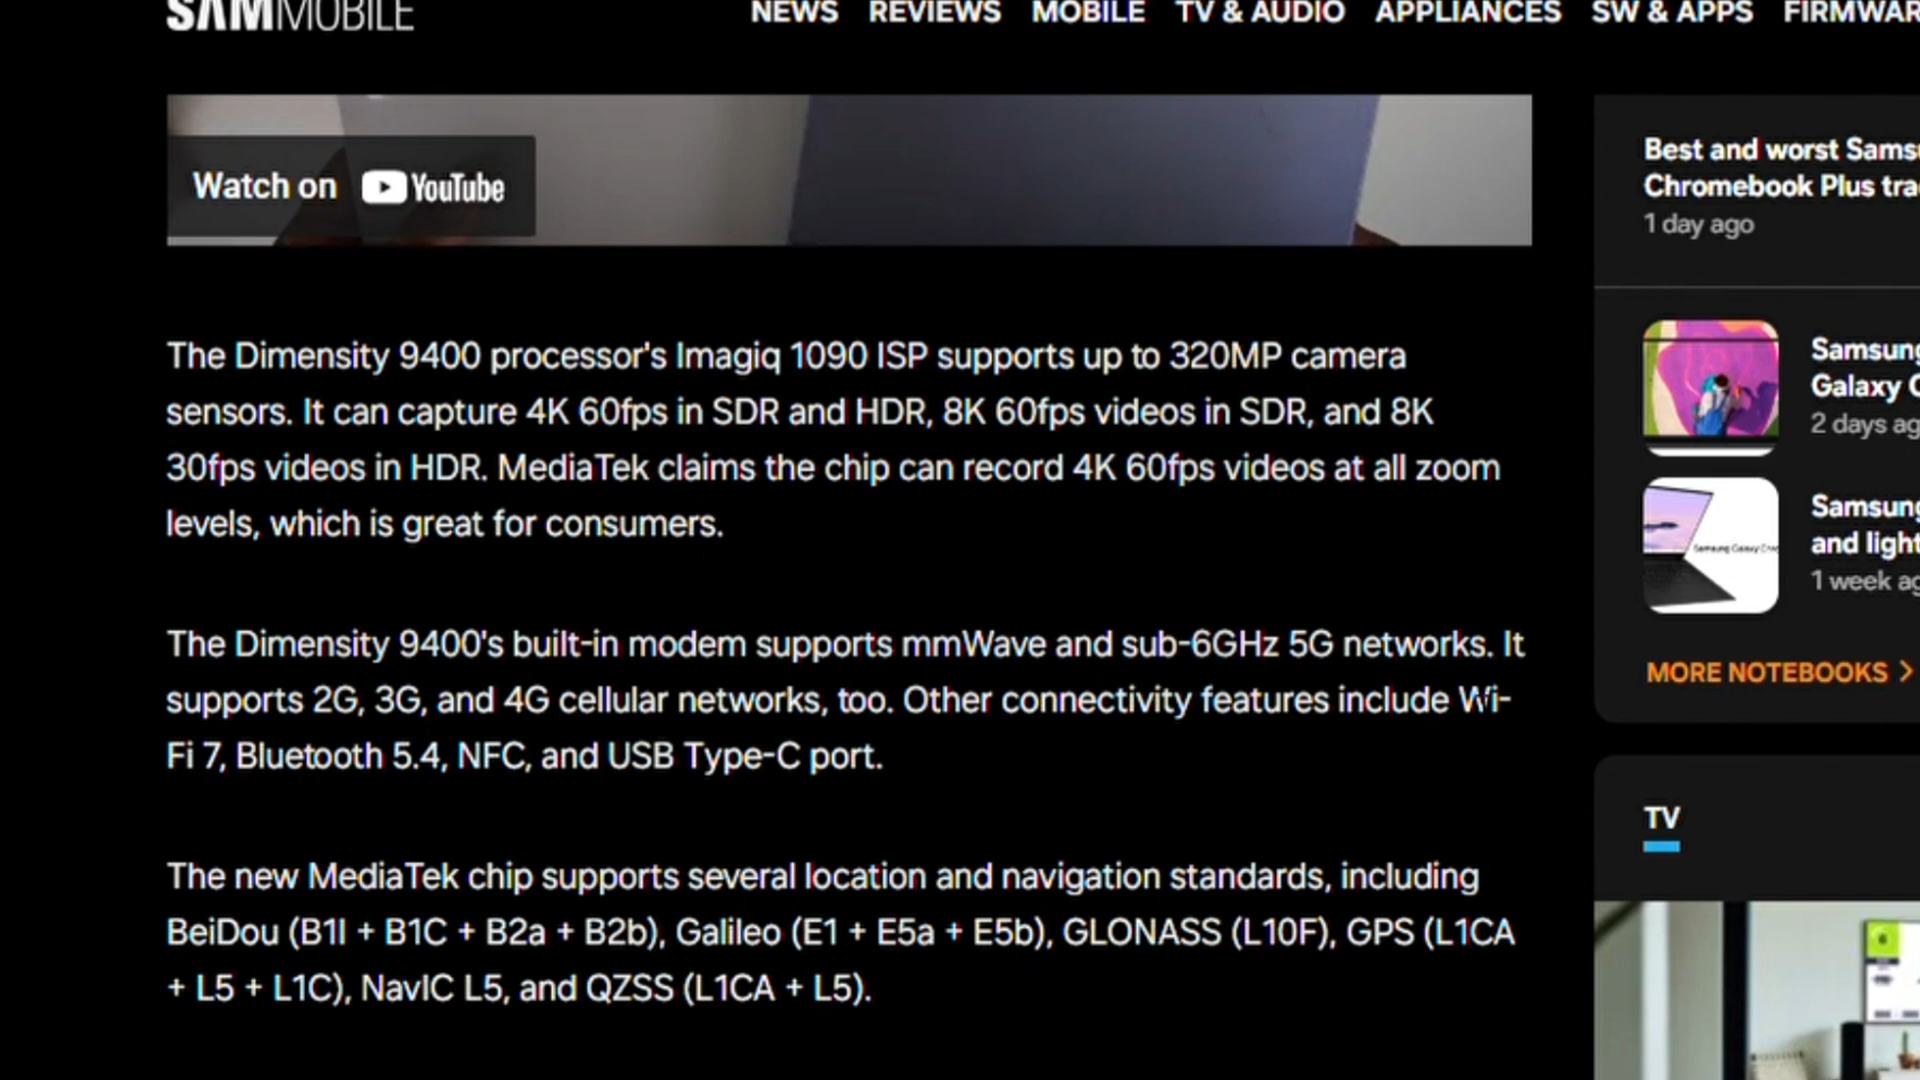 SAMMOBILE
NEWS REVIEWS MOBILE TV & AUDIO APPLIANCES SW & APPS
Watch on YouTube
The Dimensity 9400 processor's Imagiq 1090 ISP supports up to 320MP camera
sensors. It can capture 4K 60fps in SDR and HDR, 8K 60fps videos in SDR, and 8K
30fps videos in HDR. MediaTek claims the chip can record 4K 60fps videos at all zoom
levels, which is great for consumers.
The Dimensity 9400's built-in modem supports mmWave and sub-6GHz 5G networks. It
supports 2G, 3G, and 4G cellular networks, too. Other connectivity features include Wi-
Fi 7, Bluetooth 5.4, NFC, and USB Type-C port.
The new MediaTek chip supports several location and navigation standards, including
BeiDou (B1I + B1C + B2a + B2b), Galileo (E1 + E5a + E5b), GLONASS (L10F), GPS (L1CA
+ L5 + L1C), NavIC L5, and QZSS (L1CA + L5).
Best and worst
Chromebook Plus
1 day ago
Galaxy
2 days
1 week
and
MORE NOTEBOOKS >
TV